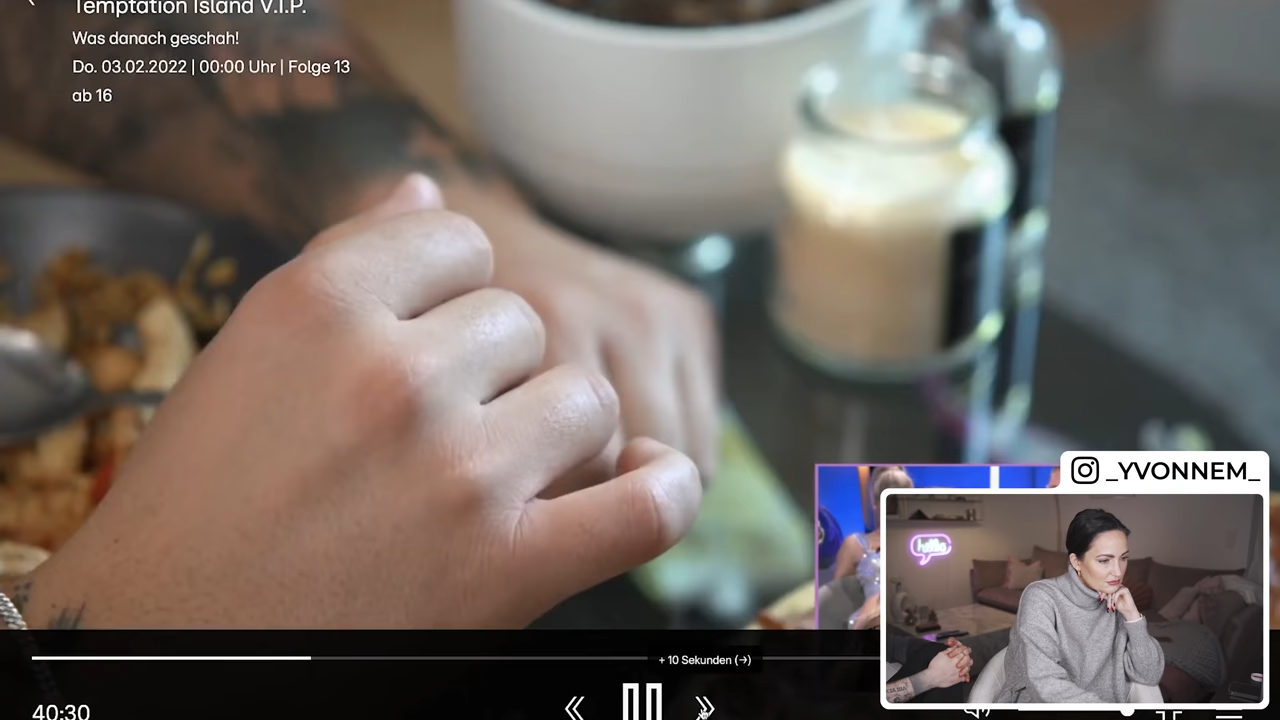 Temptation Island V.I.P.
Was danach geschah!
Do. 03.02.2022 | 00:00 Uhr | Folge 13
ab 16
_YVONNEM_
hello
+ 10 Sekunden (→)
40:30